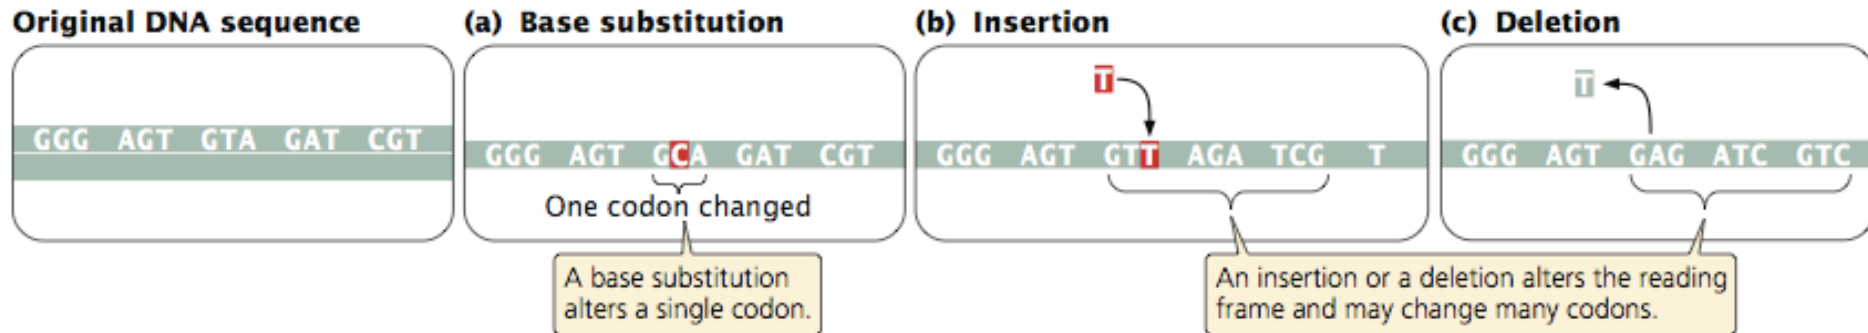 Original DNA sequence
GGG AGT GTA GAT CGT
(a) Base substitution
GGG AGT GCA GAT CGT
One codon changed
A base substitution
alters a single codon.
(b) Insertion
T
GGG AGT GTT AGA TCG T
(c) Deletion
T
GGG AGT GAG ATC GTC
An insertion or a deletion alters the reading
frame and may change many codons.